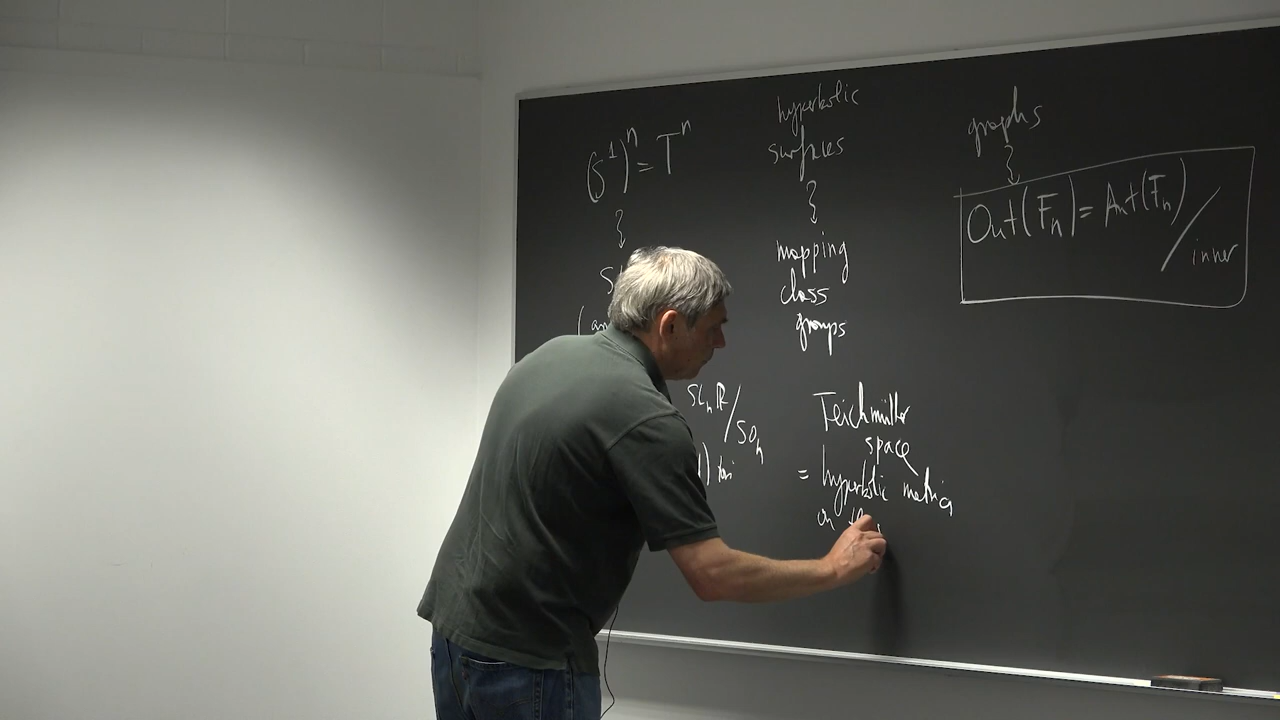 (S¹)ⁿ = Tⁿ
hyperbolic
surfaces
mapping
class
groups
graphs
Out(Fₙ) = Aut(Fₙ) / inner
SLₙℝ / SOₙ
Teichmüller
space
= hyperbolic metrics
on